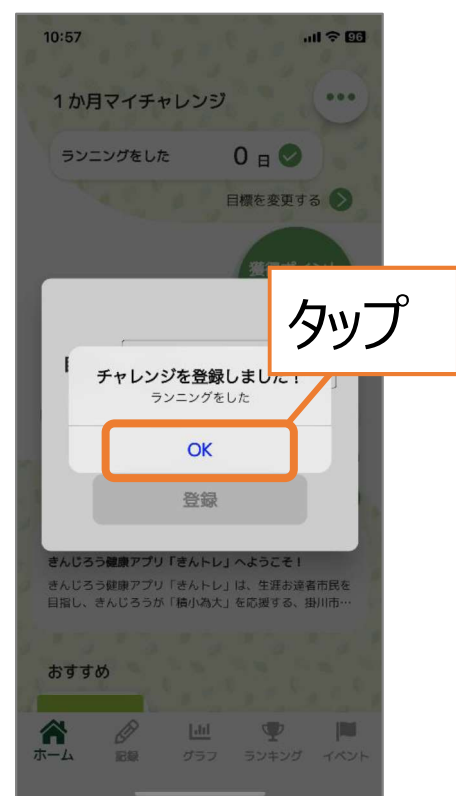 10:57
96
1か月マイチャレンジ
ランニングをした 0 日
目標を変更する
タップ
チャレンジを登録しました！
ランニングをした
OK
登録
きんじろう健康アプリ「きんトレ」へようこそ！
きんじろう健康アプリ「きんトレ」は、生涯お達者市民を
目指し、きんじろうが「積小為大」を応援する、掛川市…
おすすめ
ホーム 記録 グラフ ランキング イベント